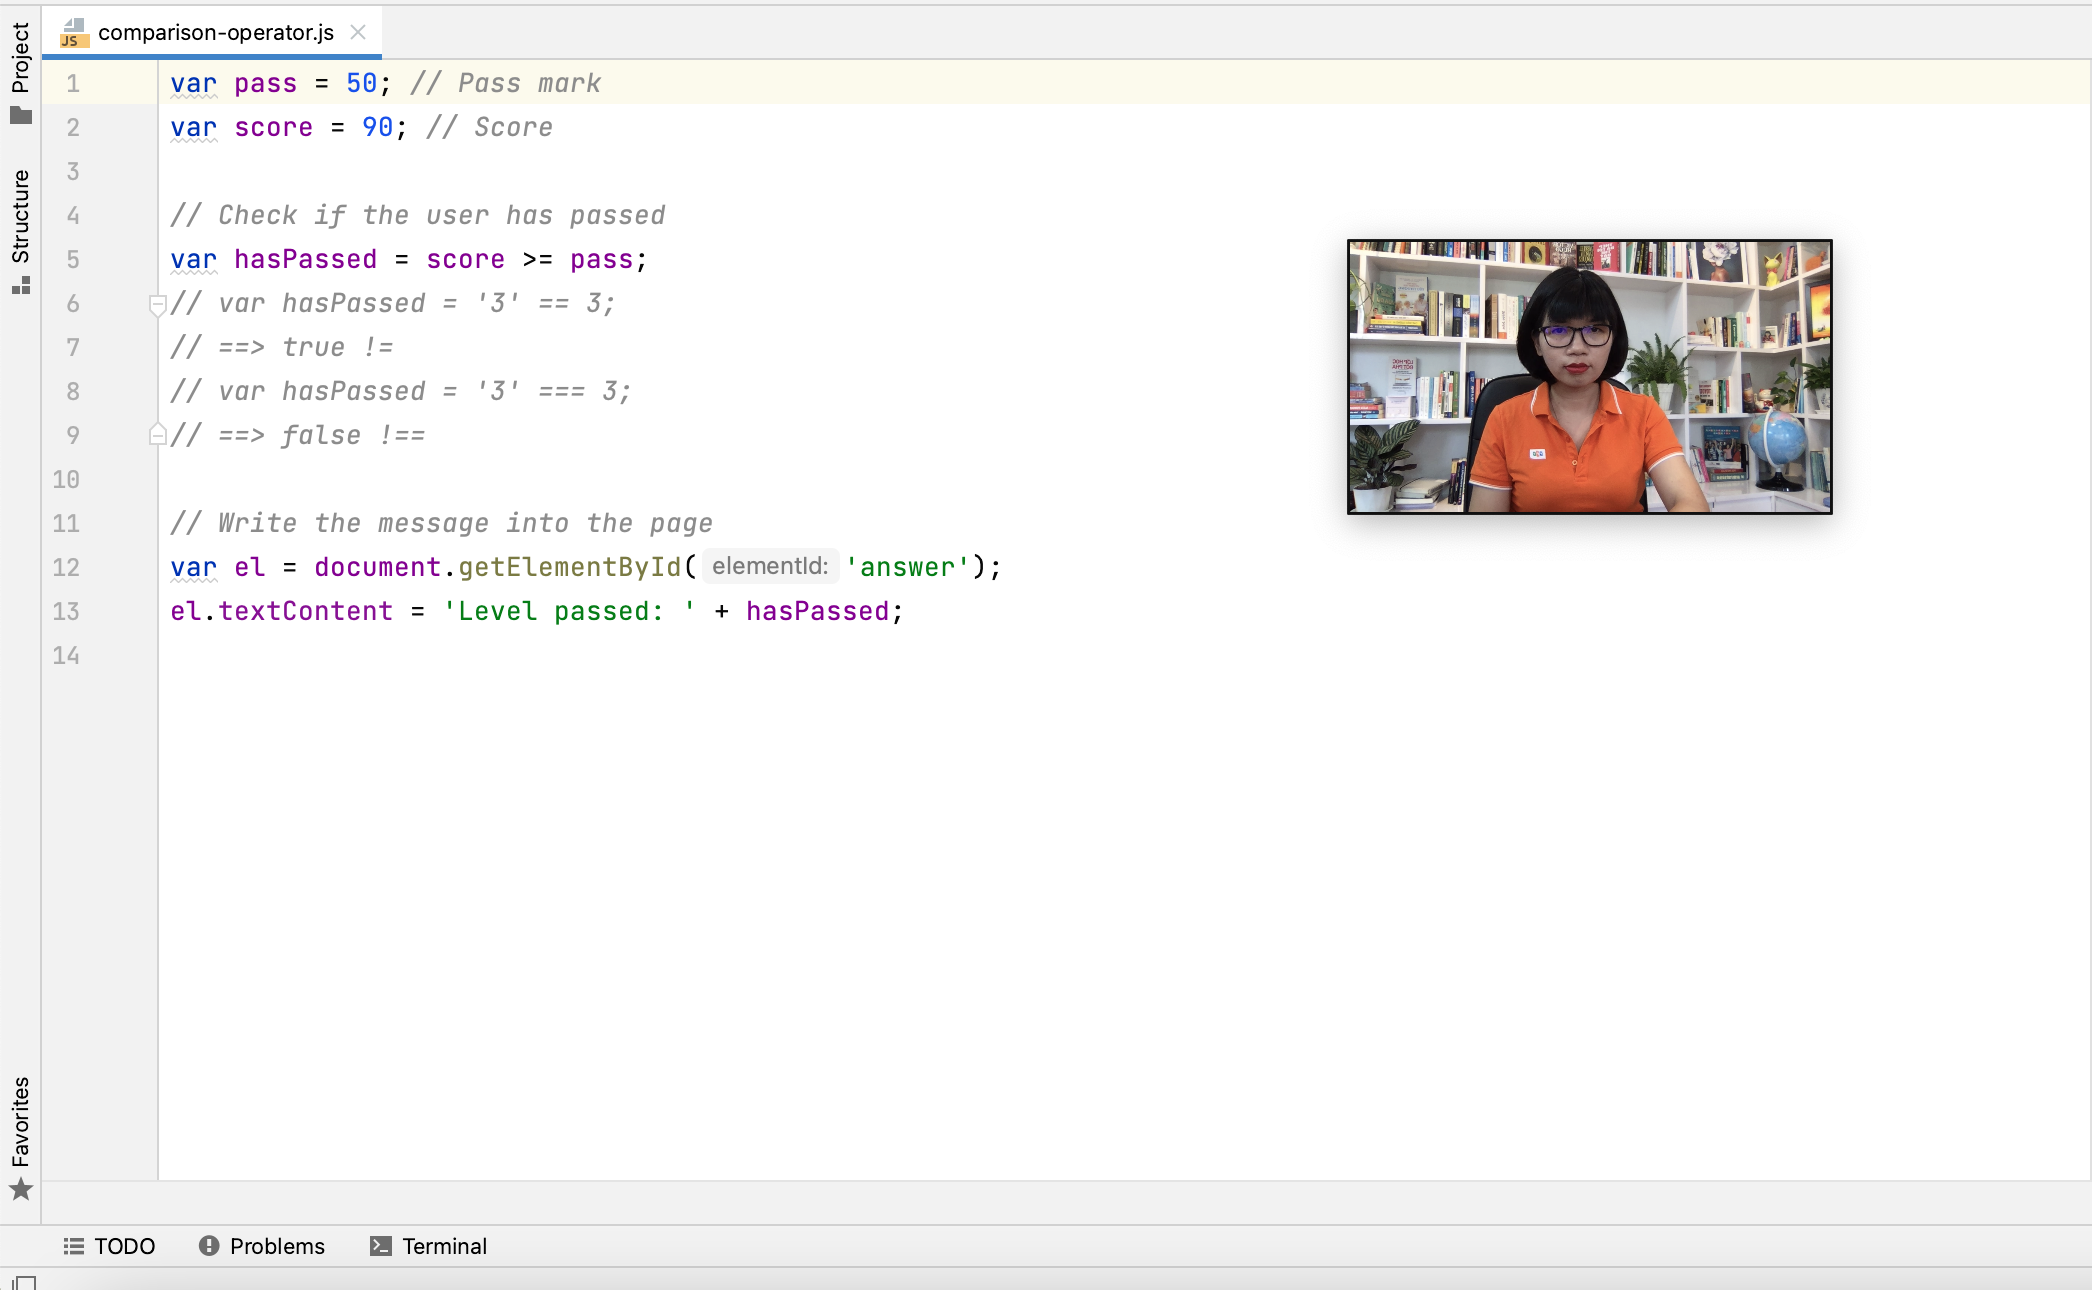 Project
Structure
Favorites
JS comparison-operator.js
1 var pass = 50; // Pass mark
2 var score = 90; // Score
3
4 // Check if the user has passed
5 var hasPassed = score >= pass;
6 // var hasPassed = '3' == 3;
7 // ==> true !=
8 // var hasPassed = '3' === 3;
9 // ==> false !==
10
11 // Write the message into the page
12 var el = document.getElementById( elementId: 'answer');
13 el.textContent = 'Level passed: ' + hasPassed;
14
TODO Problems Terminal